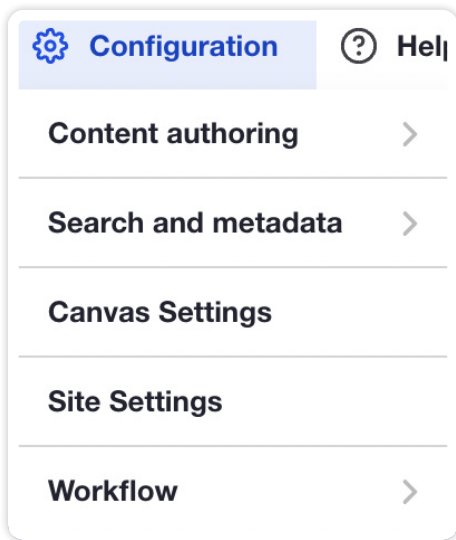 Configuration
Content authoring
Search and metadata
Canvas Settings
Site Settings
Workflow